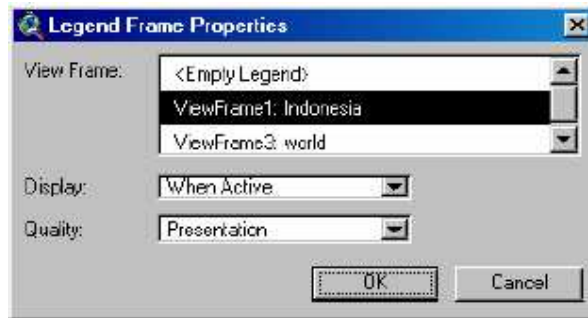 Legend Frame Properties
View Frame:
<Empty Legend>
ViewFrame1: Indonesia
ViewFrame3: world
Display:
When Active
Quality:
Presentation
OK
Cancel